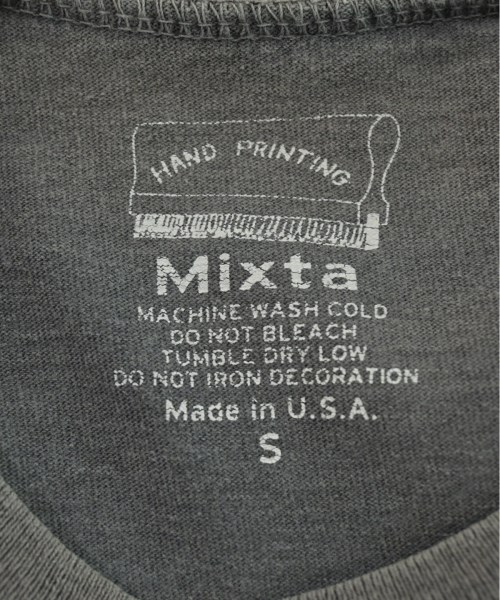 HAND PRINTING
Mixta
MACHINE WASH COLD
DO NOT BLEACH
TUMBLE DRY LOW
DO NOT IRON DECORATION
Made in U.S.A.
S